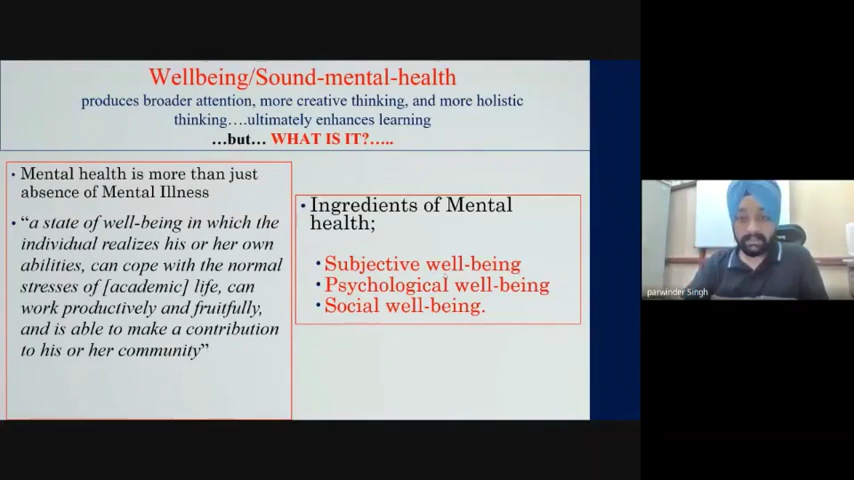 Wellbeing/Sound-mental-health
produces broader attention, more creative thinking, and more holistic
thinking….ultimately enhances learning
…but… WHAT IS IT?…..
• Mental health is more than just
absence of Mental Illness
• “a state of well-being in which the
individual realizes his or her own
abilities, can cope with the normal
stresses of [academic] life, can
work productively and fruitfully,
and is able to make a contribution
to his or her community”
• Ingredients of Mental
health;
• Subjective well-being
• Psychological well-being
• Social well-being.
parwinder Singh